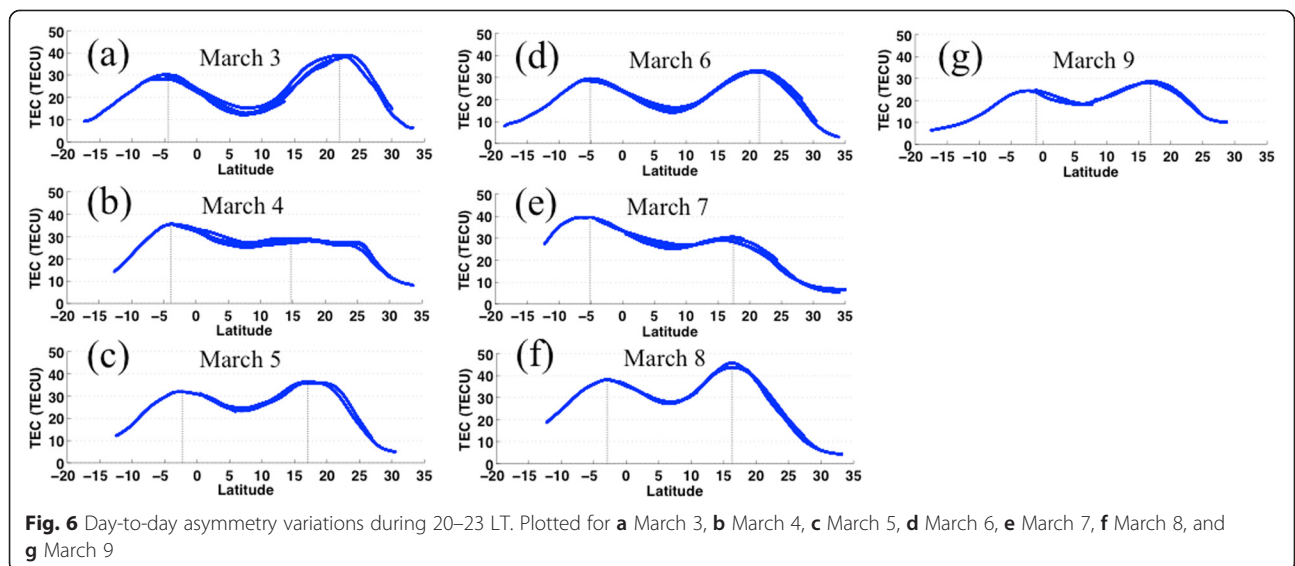 (a)
March 3
TEC (TECU)
50
40
30
20
10
0
−20 −15 −10 −5 0 5 10 15 20 25 30 35
Latitude
(d)
March 6
TEC (TECU)
50
40
30
20
10
0
−20 −15 −10 −5 0 5 10 15 20 25 30 35
Latitude
(g)
March 9
TEC (TECU)
50
40
30
20
10
0
−20 −15 −10 −5 0 5 10 15 20 25 30 35
Latitude
(b)
March 4
TEC (TECU)
50
40
30
20
10
0
−20 −15 −10 −5 0 5 10 15 20 25 30 35
Latitude
(e)
March 7
TEC (TECU)
50
40
30
20
10
0
−20 −15 −10 −5 0 5 10 15 20 25 30 35
Latitude
(c)
March 5
TEC (TECU)
50
40
30
20
10
0
−20 −15 −10 −5 0 5 10 15 20 25 30 35
Latitude
(f)
March 8
TEC (TECU)
50
40
30
20
10
0
−20 −15 −10 −5 0 5 10 15 20 25 30 35
Latitude
Fig. 6 Day-to-day asymmetry variations during 20–23 LT. Plotted for a March 3, b March 4, c March 5, d March 6, e March 7, f March 8, and
g March 9